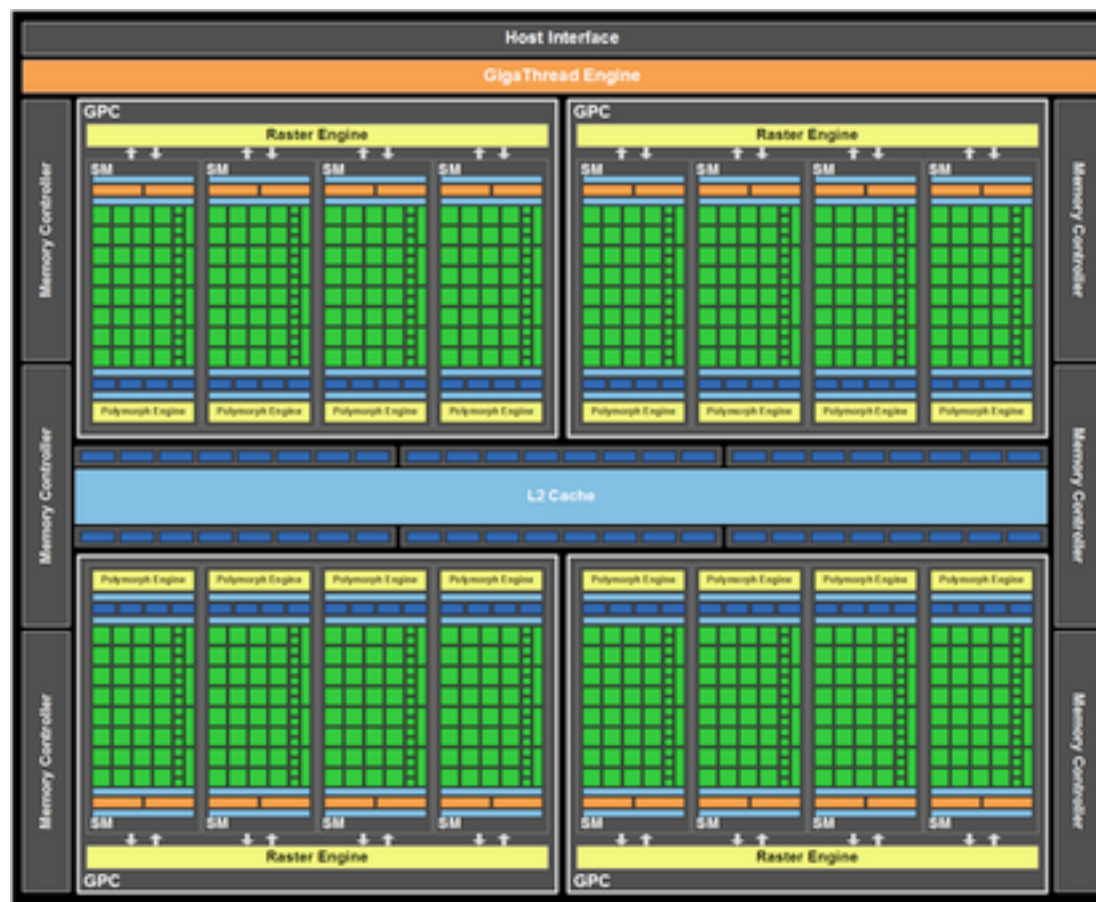 Host Interface
GigaThread Engine
GPC GPC
Raster Engine Raster Engine
SM SM SM SM SM SM SM SM
Memory Controller Memory Controller
Polymorph Engine Polymorph Engine Polymorph Engine Polymorph Engine Polymorph Engine Polymorph Engine Polymorph Engine Polymorph Engine
L2 Cache
Memory Controller Memory Controller
Polymorph Engine Polymorph Engine Polymorph Engine Polymorph Engine Polymorph Engine Polymorph Engine Polymorph Engine Polymorph Engine
Memory Controller Memory Controller
SM SM SM SM SM SM SM SM
Raster Engine Raster Engine
GPC GPC